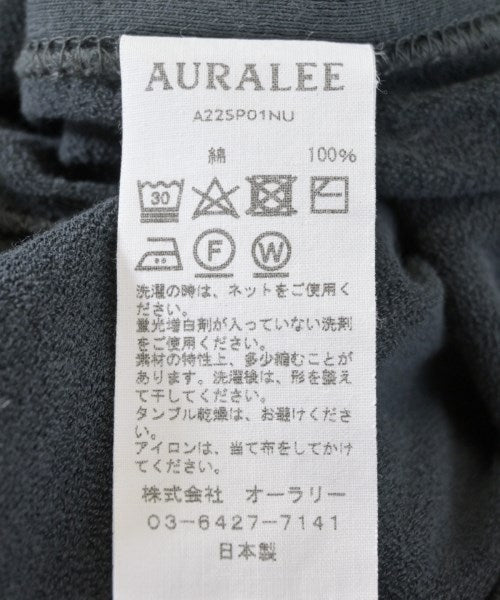 AURALEE
A22SP01NU
綿 100%
30
F W
洗濯の時は、ネットをご使用く
ださい。
蛍光増白剤が入っていない洗剤
をご使用ください。
素材の特性上、多少縮むことが
あります。洗濯後は、形を整え
て干してください。
タンブル乾燥は、お避けくださ
い。
アイロンは、当て布をしてかけ
てください。
株式会社 オーラリー
03-6427-7141
日本製